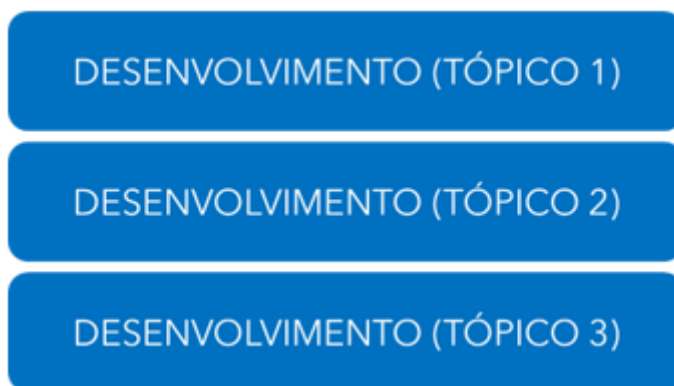 DESENVOLVIMENTO (TÓPICO 1)
DESENVOLVIMENTO (TÓPICO 2)
DESENVOLVIMENTO (TÓPICO 3)